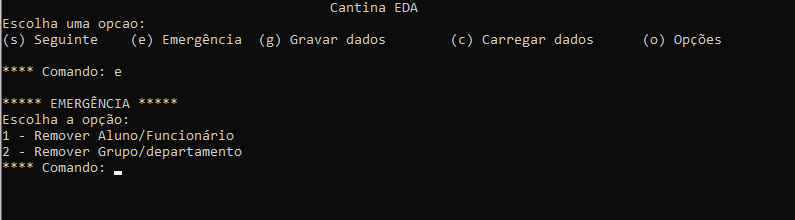 Cantina EDA
Escolha uma opcao:
(s) Seguinte    (e) Emergência  (g) Gravar dados        (c) Carregar dados      (o) Opções
**** Comando: e
***** EMERGÊNCIA *****
Escolha a opção:
1 - Remover Aluno/Funcionário
2 - Remover Grupo/departamento
**** Comando: _